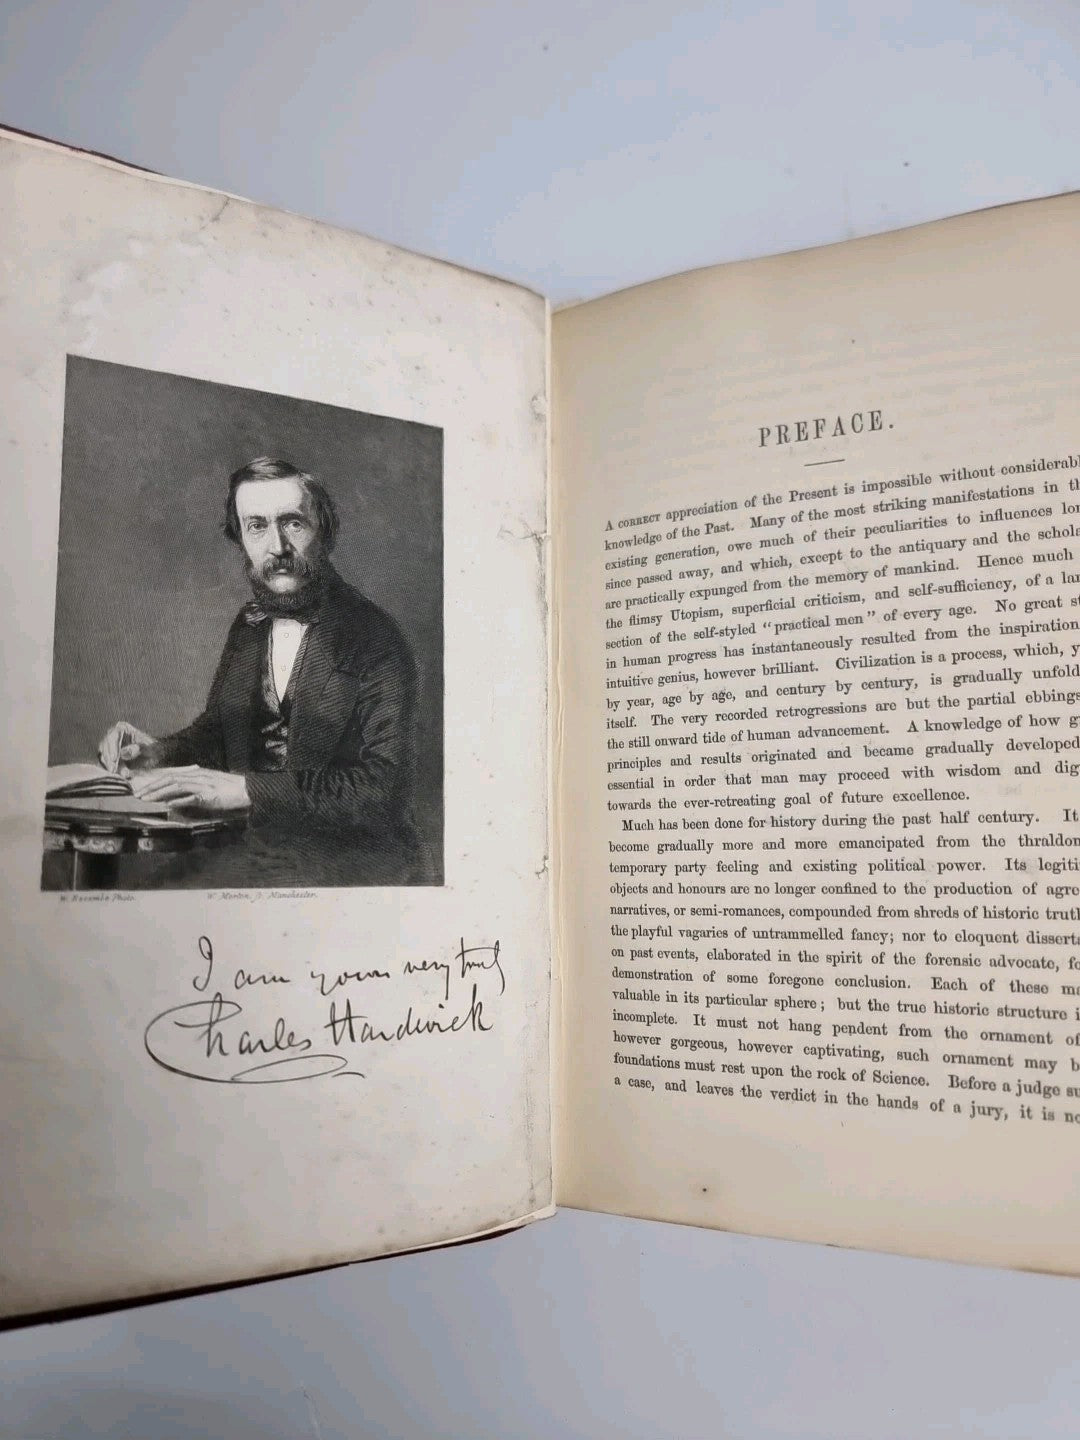 W. Morton, Sc. Manchester.
I am yours very truly
Charles Hardwick
PREFACE.
A CORRECT appreciation of the Present is impossible without considerabl
knowledge of the Past. Many of the most striking manifestations in th
existing generation, owe much of their peculiarities to influences lon
since passed away, and which, except to the antiquary and the schola
are practically expunged from the memory of mankind. Hence much
the flimsy Utopism, superficial criticism, and self-sufficiency, of a lar
section of the self-styled "practical men" of every age. No great st
in human progress has instantaneously resulted from the inspiration
intuitive genius, however brilliant. Civilization is a process, which, y
by year, age by age, and century by century, is gradually unfold
itself. The very recorded retrogressions are but the partial ebbings
the still onward tide of human advancement. A knowledge of how g
principles and results originated and became gradually developed
essential in order that man may proceed with wisdom and dig
towards the ever-retreating goal of future excellence.
Much has been done for history during the past half century. It
become gradually more and more emancipated from the thraldom
temporary party feeling and existing political power. Its legiti
objects and honours are no longer confined to the production of agre
narratives, or semi-romances, compounded from shreds of historic truth
the playful vagaries of untrammelled fancy; nor to eloquent disserta
on past events, elaborated in the spirit of the forensic advocate, fo
demonstration of some foregone conclusion. Each of these ma
valuable in its particular sphere; but the true historic structure i
incomplete. It must not hang pendent from the ornament of
however gorgeous, however captivating, such ornament may b
foundations must rest upon the rock of Science. Before a judge su
a case, and leaves the verdict in the hands of a jury, it is no